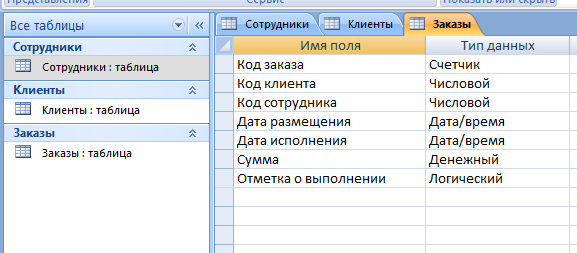 Представления Сервис Показать или скрыть
Все таблицы
Сотрудники
Сотрудники : таблица
Клиенты
Клиенты : таблица
Заказы
Заказы : таблица
Сотрудники Клиенты Заказы
Имя поля Тип данных
Код заказа Счетчик
Код клиента Числовой
Код сотрудника Числовой
Дата размещения Дата/время
Дата исполнения Дата/время
Сумма Денежный
Отметка о выполнении Логический